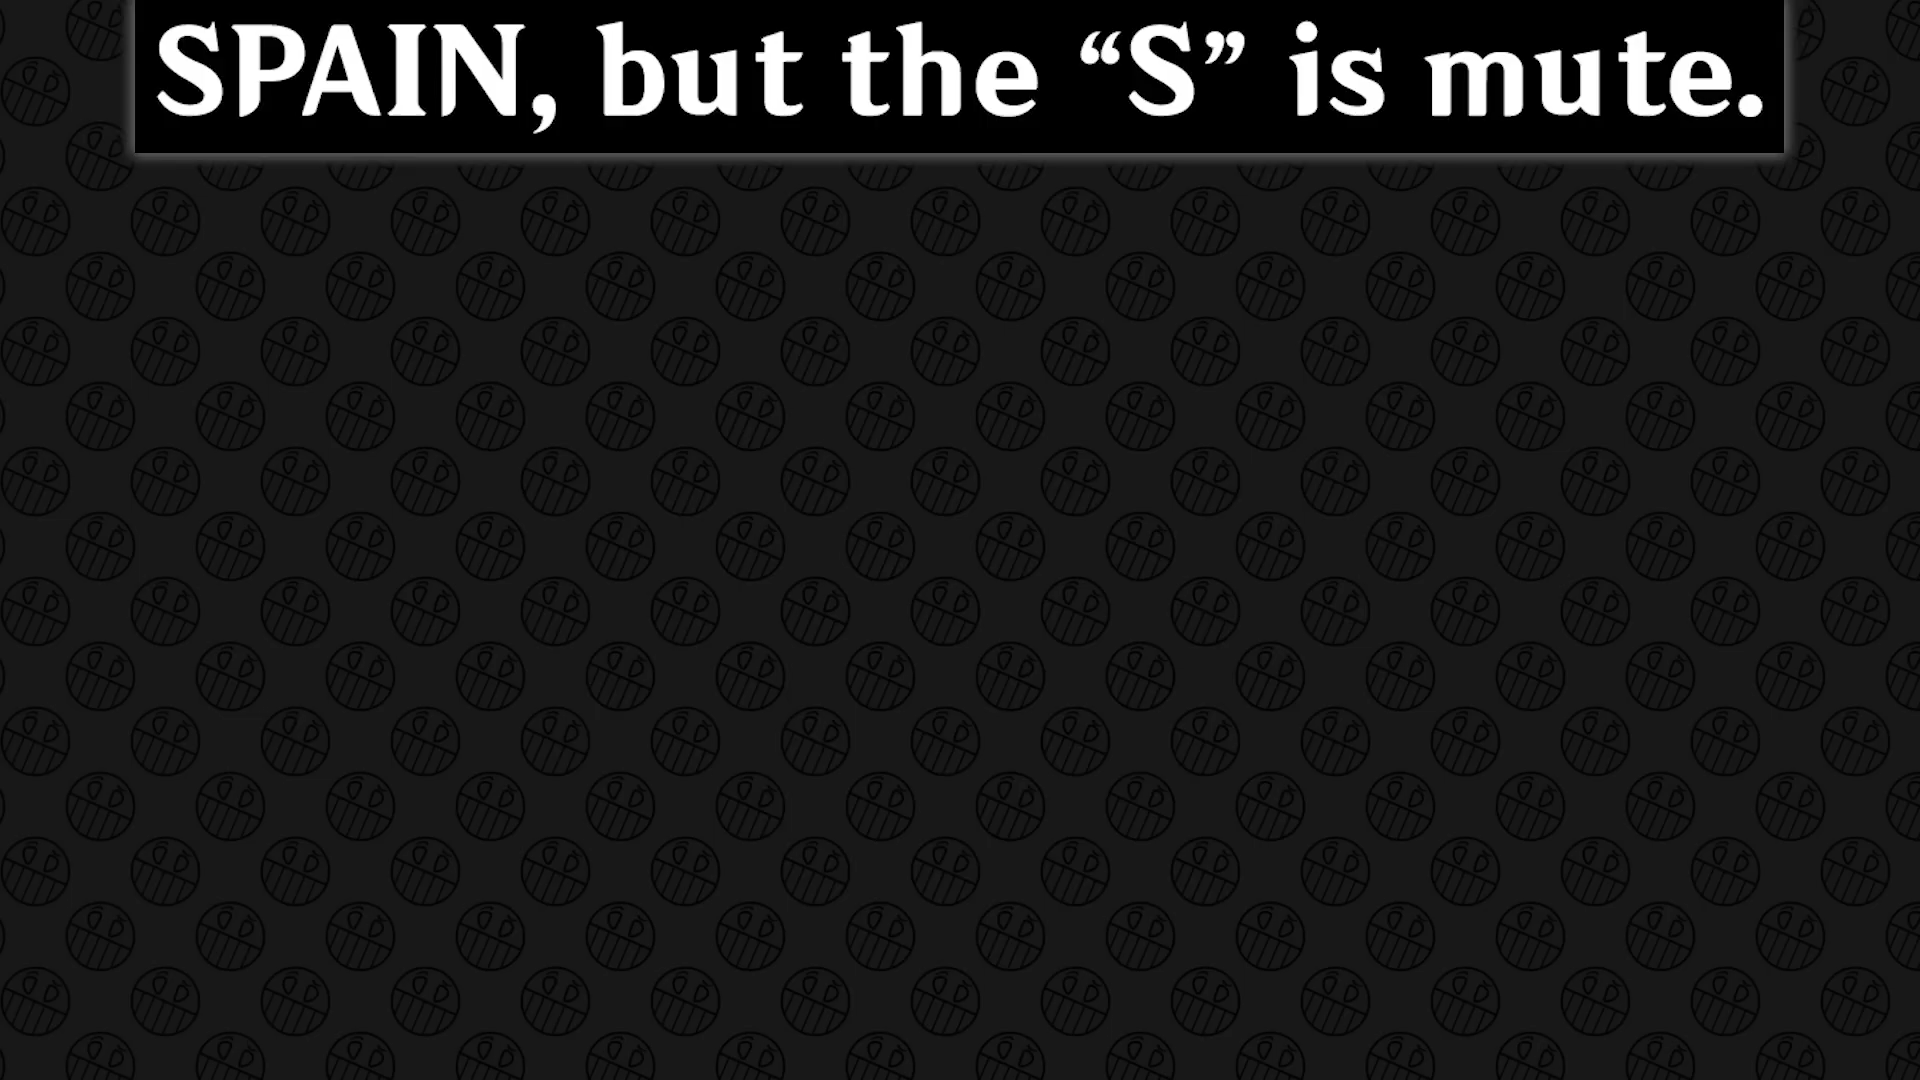 SPAIN, but the “S” is mute.